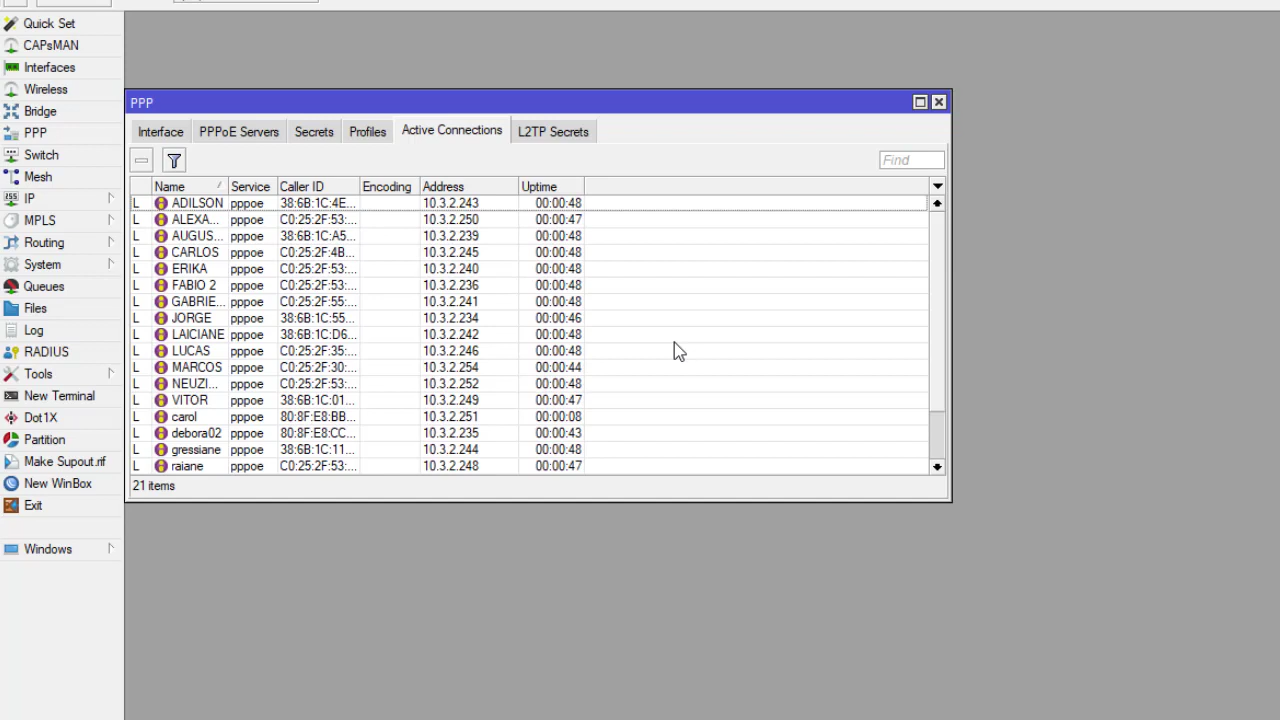 Quick Set
CAPsMAN
Interfaces
Wireless
Bridge
PPP
Switch
Mesh
IP
MPLS
Routing
System
Queues
Files
Log
RADIUS
Tools
New Terminal
Dot1X
Partition
Make Supout.rif
New WinBox
Exit
Windows
PPP
Interface PPPoE Servers Secrets Profiles Active Connections L2TP Secrets
Find
Name Service Caller ID Encoding Address Uptime
L ADILSON pppoe 38:6B:1C:4E... 10.3.2.243 00:00:48
L ALEXA... pppoe C0:25:2F:53:... 10.3.2.250 00:00:47
L AUGUS... pppoe 38:6B:1C:A5... 10.3.2.239 00:00:48
L CARLOS pppoe C0:25:2F:4B... 10.3.2.245 00:00:48
L ERIKA pppoe C0:25:2F:53:... 10.3.2.240 00:00:48
L FABIO 2 pppoe C0:25:2F:53:... 10.3.2.236 00:00:48
L GABRIE... pppoe C0:25:2F:55:... 10.3.2.241 00:00:48
L JORGE pppoe 38:6B:1C:55... 10.3.2.234 00:00:46
L LAICIANE pppoe 38:6B:1C:D6... 10.3.2.242 00:00:48
L LUCAS pppoe C0:25:2F:35:... 10.3.2.246 00:00:48
L MARCOS pppoe C0:25:2F:30:... 10.3.2.254 00:00:44
L NEUZI... pppoe C0:25:2F:53:... 10.3.2.252 00:00:48
L VITOR pppoe 38:6B:1C:01... 10.3.2.249 00:00:47
L carol pppoe 80:8F:E8:BB... 10.3.2.251 00:00:08
L debora02 pppoe 80:8F:E8:CC... 10.3.2.235 00:00:43
L gressiane pppoe 38:6B:1C:11... 10.3.2.244 00:00:48
L raiane pppoe C0:25:2F:53:... 10.3.2.248 00:00:47
21 items